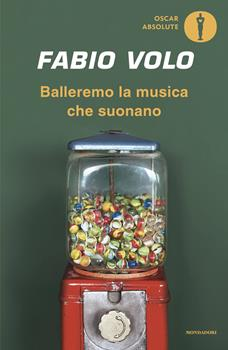 OSCAR
ABSOLUTE
FABIO VOLO
Balleremo la musica
che suonano
MONDADORI